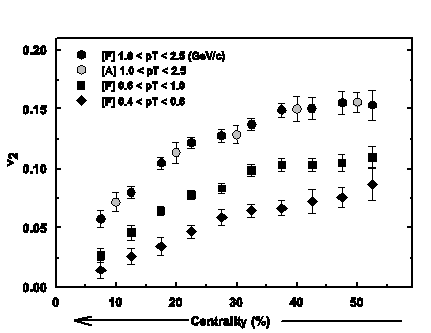 0.20
[P] 1.0 < pT < 2.5 (GeV/c)
[A] 1.0 < pT < 2.5
[P] 0.6 < pT < 1.0
[P] 0.4 < pT < 0.6
0.15
v2
0.10
0.05
0.00
0 10 20 30 40 50
Centrality (%)